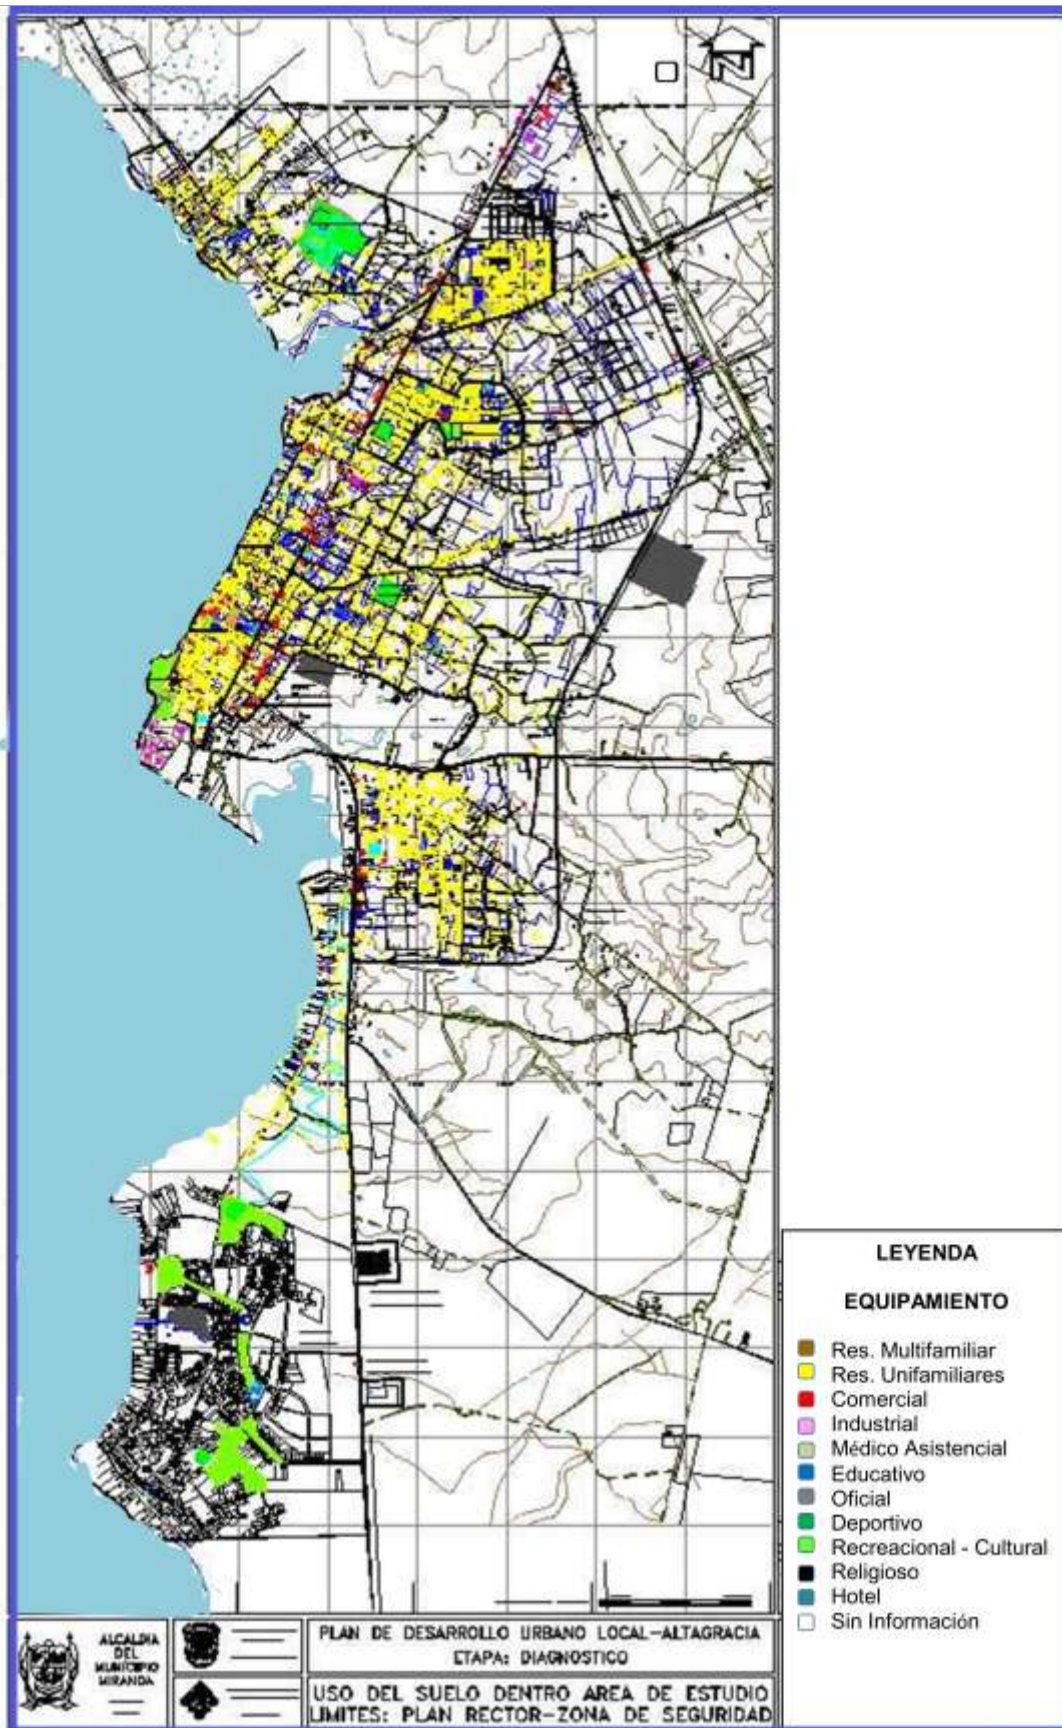 LEYENDA
EQUIPAMIENTO
Res. Multifamiliar
Res. Unifamiliares
Comercial
Industrial
Médico Asistencial
Educativo
Oficial
Deportivo
Recreacional - Cultural
Religioso
Hotel
Sin Información
ALCALDIA
DEL
MUNICIPIO
MIRANDA
PLAN DE DESARROLLO URBANO LOCAL-ALTAGRACIA
ETAPA: DIAGNOSTICO
USO DEL SUELO DENTRO AREA DE ESTUDIO
LIMITES: PLAN RECTOR-ZONA DE SEGURIDAD